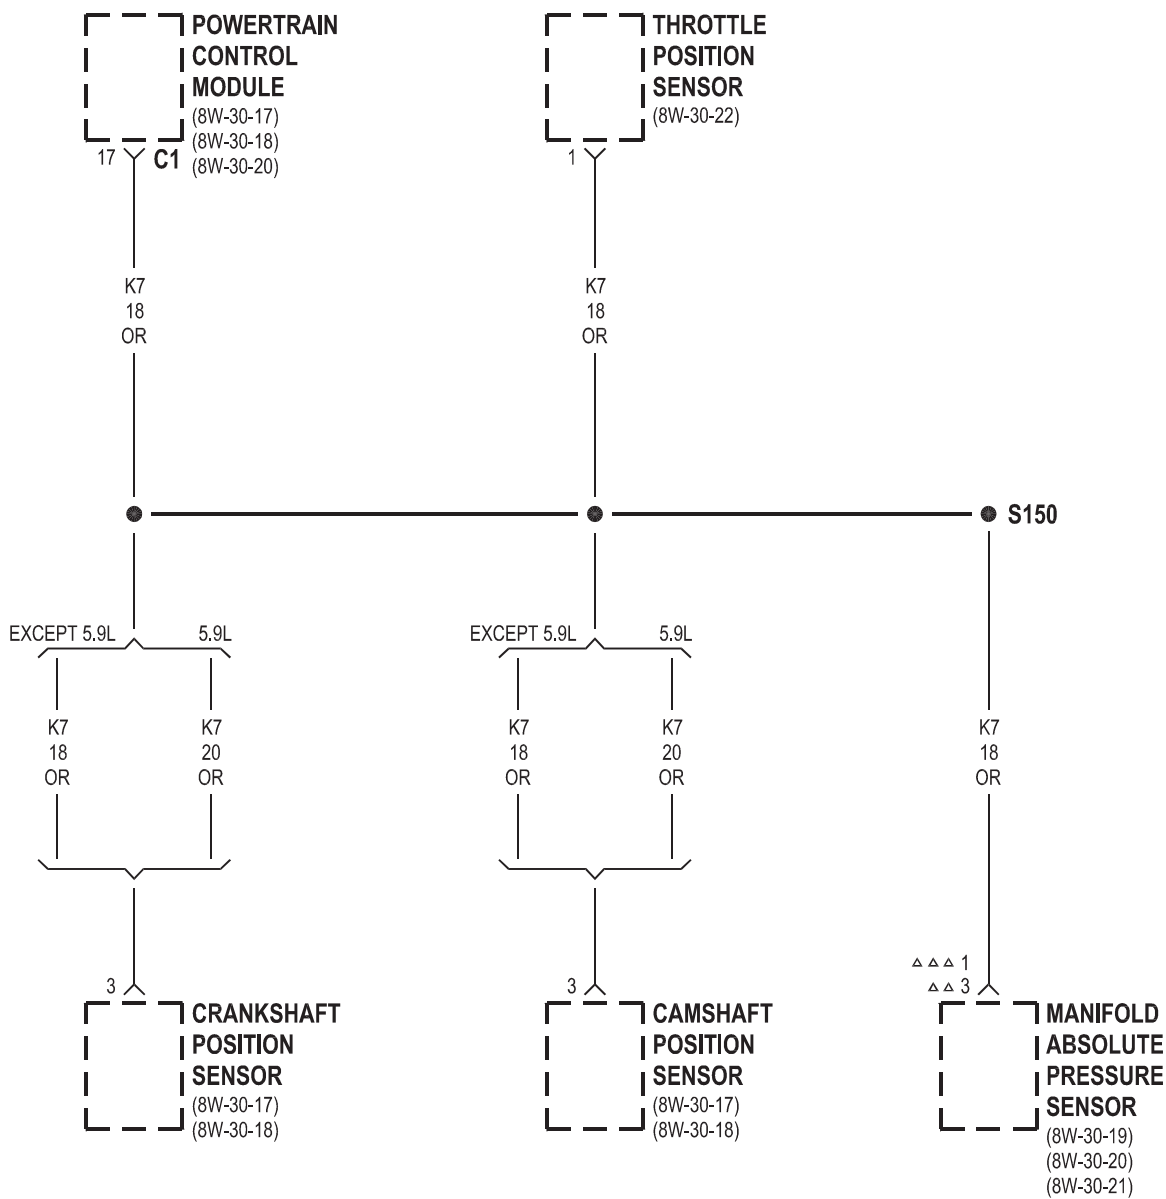 POWERTRAIN
CONTROL
MODULE
(8W-30-17)
(8W-30-18)
(8W-30-20)
17
C1
THROTTLE
POSITION
SENSOR
(8W-30-22)
1
K7
18
OR
K7
18
OR
S150
EXCEPT 5.9L
5.9L
EXCEPT 5.9L
5.9L
K7
18
OR
K7
20
OR
K7
18
OR
K7
20
OR
K7
18
OR
3
CRANKSHAFT
POSITION
SENSOR
(8W-30-17)
(8W-30-18)
3
CAMSHAFT
POSITION
SENSOR
(8W-30-17)
(8W-30-18)
△ △ △ 1
△ △ 3
MANIFOLD
ABSOLUTE
PRESSURE
SENSOR
(8W-30-19)
(8W-30-20)
(8W-30-21)